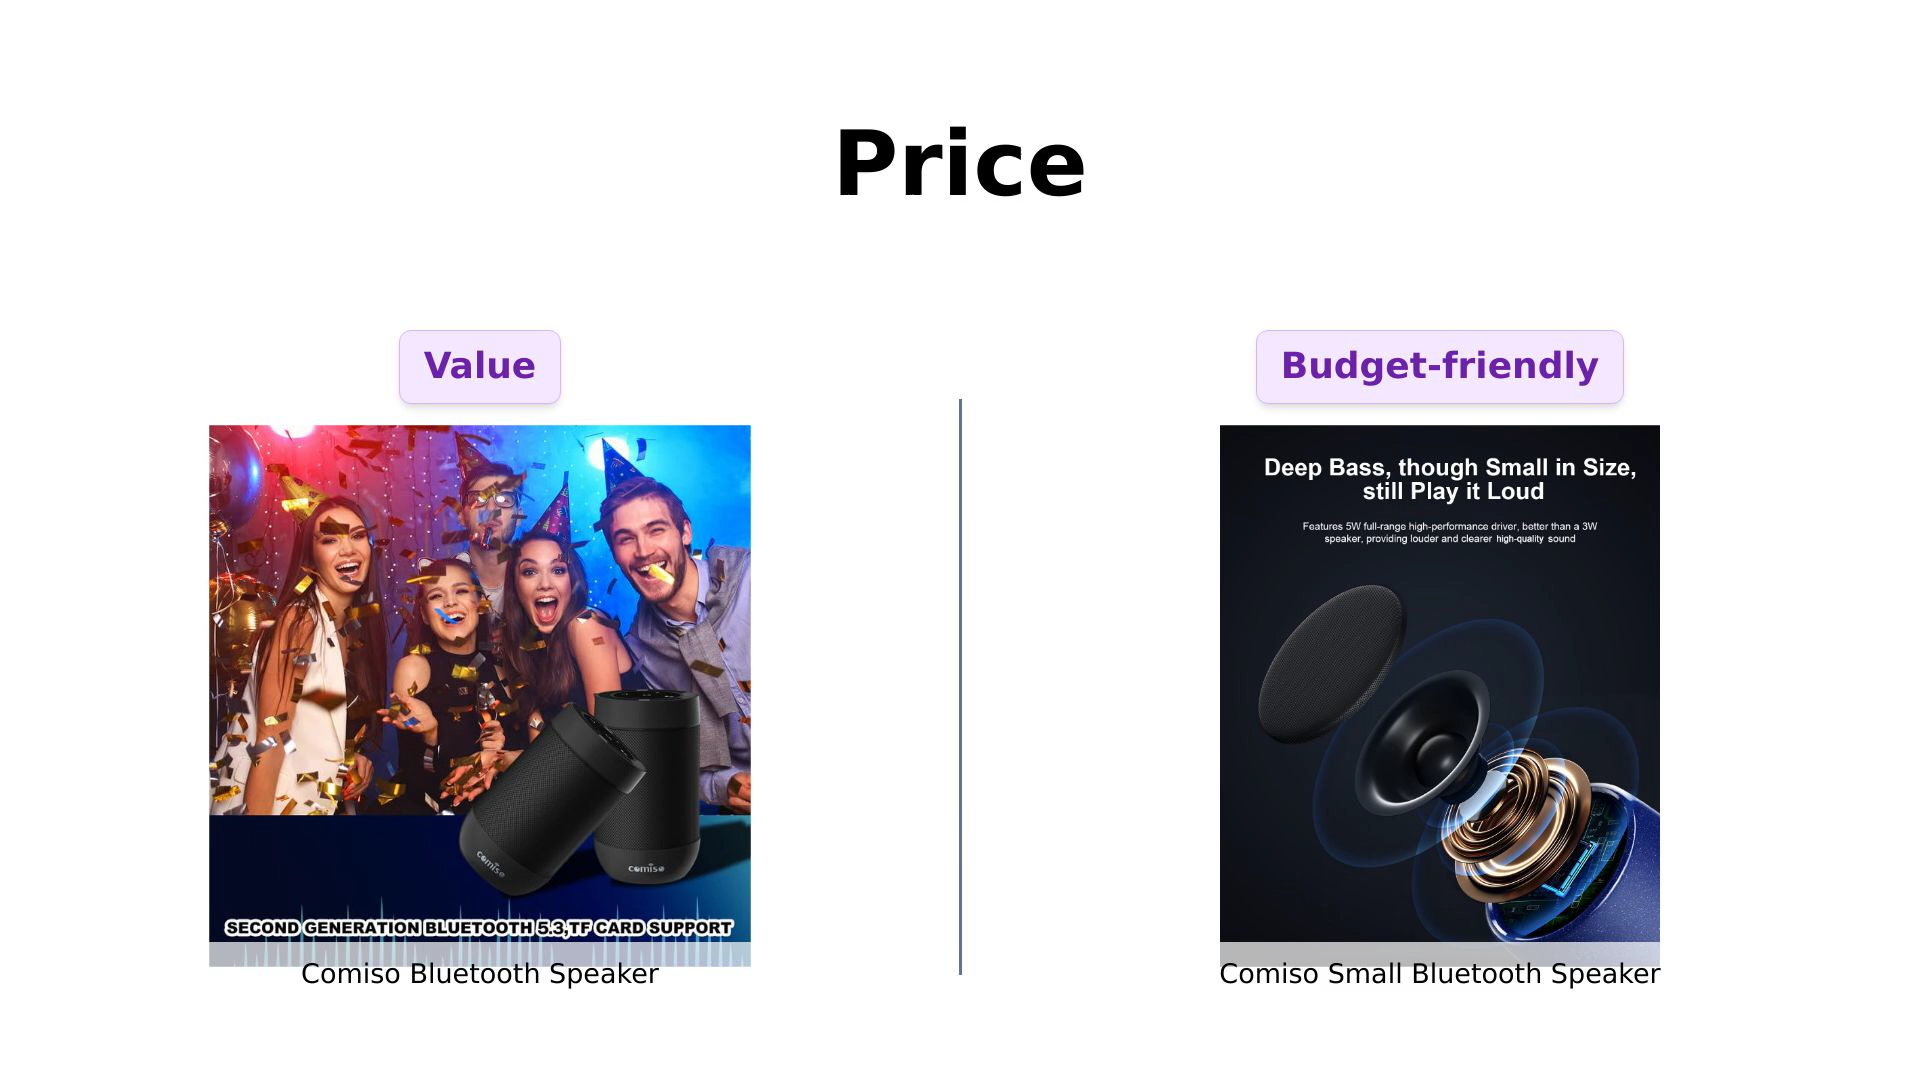 Price
Value
Budget-friendly
comiso
comiso
SECOND GENERATION BLUETOOTH 5.3,TF CARD SUPPORT
Comiso Bluetooth Speaker
Deep Bass, though Small in Size,
still Play it Loud
Features 5W full-range high-performance driver, better than a 3W
speaker, providing louder and clearer high-quality sound
Comiso Small Bluetooth Speaker